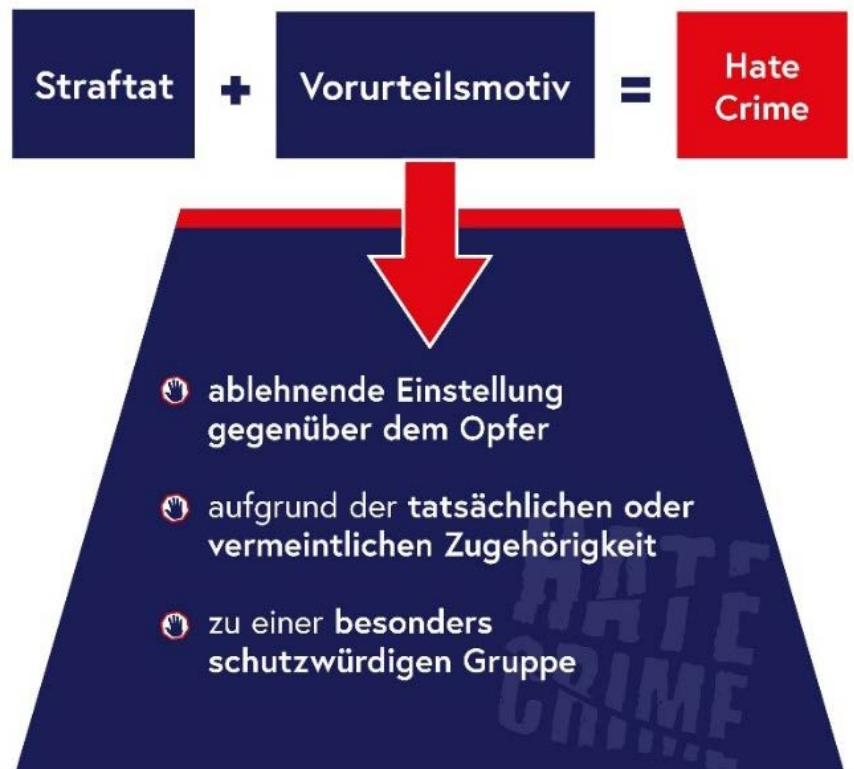 Straftat + Vorurteilsmotiv = Hate
Crime
ablehnende Einstellung
gegenüber dem Opfer
aufgrund der tatsächlichen oder
vermeintlichen Zugehörigkeit
zu einer besonders
schutzwürdigen Gruppe
HATE
CRIME